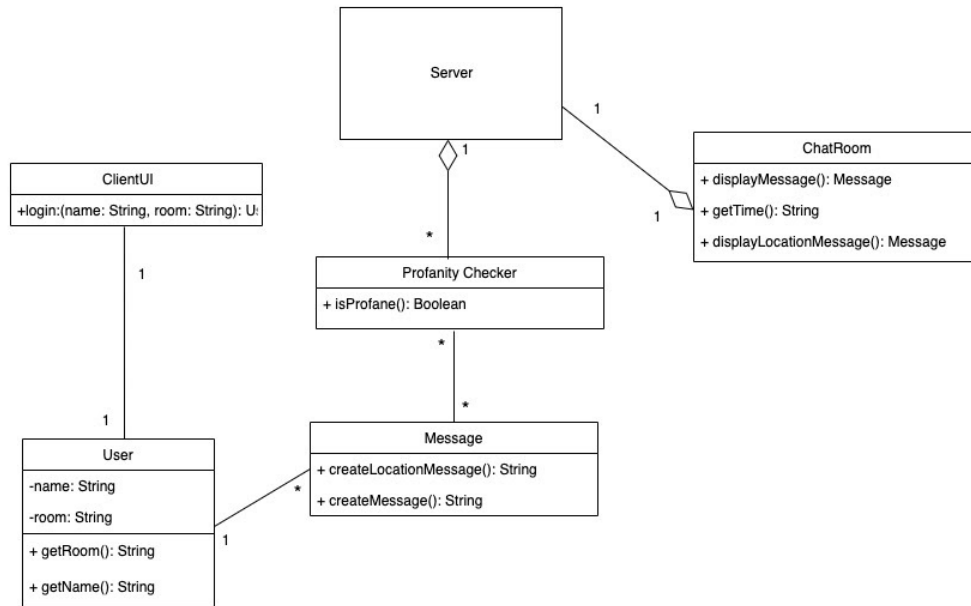 Server
1
1
ChatRoom
+ displayMessage(): Message
+ getTime(): String
+ displayLocationMessage(): Message
1
ClientUI
+login:(name: String, room: String): U
*
Profanity Checker
+ isProfane(): Boolean
1
*
*
Message
+ createLocationMessage(): String
+ createMessage(): String
*
1
User
-name: String
-room: String
+ getRoom(): String
+ getName(): String
1